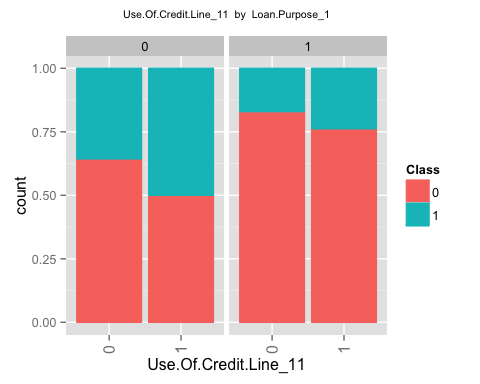 Use.Of.Credit.Line_11 by Loan.Purpose_1
0 1
1.00
0.75
0.50
0.25
0.00
count
0 1 0 1
Use.Of.Credit.Line_11
Class
0
1